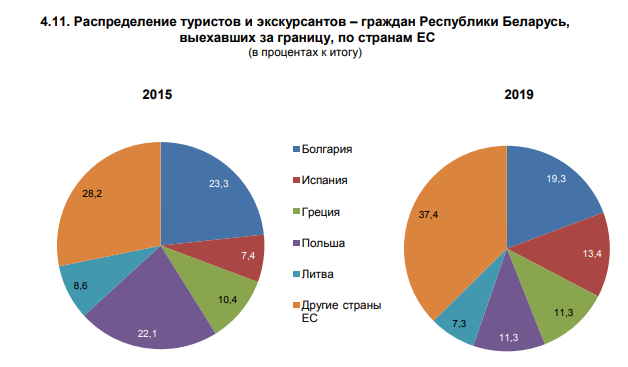 4.11. Распределение туристов и экскурсантов – граждан Республики Беларусь,
выехавших за границу, по странам ЕС
(в процентах к итогу)
2015
2019
23,3
7,4
10,4
22,1
8,6
28,2
Болгария
Испания
Греция
Польша
Литва
Другие страны
ЕС
19,3
13,4
11,3
11,3
7,3
37,4